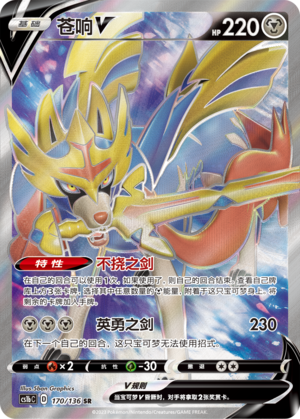 基础 苍响V HP 220
特性 不挠之剑
在自己的回合可以使用1次。如果使用了,则自己的回合结束。查看自己牌
库上方3张卡牌,选择其中任意数量的能量,附着于这只宝可梦身上。将
剩余的卡牌加入手牌。
英勇之剑 230
在下一个自己的回合,这只宝可梦无法使用招式。
弱点 ×2 抗性 -30 撤退
Illus. 5ban Graphics
V规则
cs1bC D 170/136 SR
当宝可梦V昏厥时,对手将拿取2张奖赏卡。